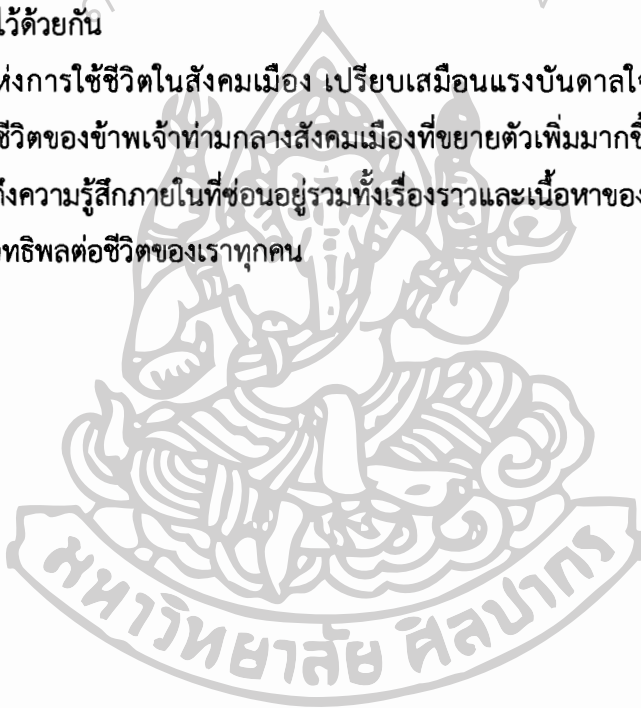 ไว้ด้วยกัน
ห่งการใช้ชีวิตในสังคมเมือง เปรียบเสมือนแรงบันดาลใจ
ชีวิตของข้าพเจ้าท่ามกลางสังคมเมืองที่ขยายตัวเพิ่มมากขึ้
ถึงความรู้สึกภายในที่ซ่อนอยู่รวมทั้งเรื่องราวและเนื้อหาของ
ทธิพลต่อชีวิตของเราทุกคน
มหาวิทยาลัย ศิลปากร